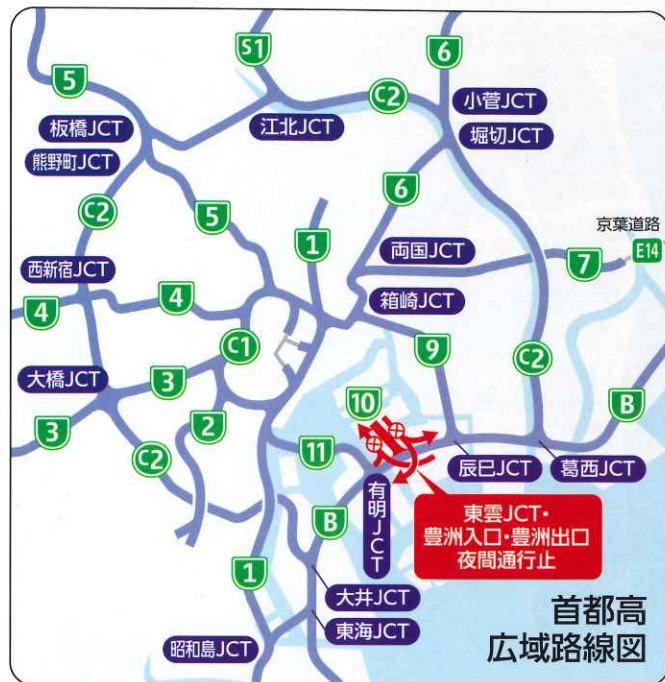 S1
6
5
C2
小菅JCT
板橋JCT
江北JCT
堀切JCT
熊野町JCT
6
C2
5
1
両国JCT
京葉道路
E14
7
西新宿JCT
箱崎JCT
4
4
C1
9
C2
大橋JCT
3
10
B
3
2
11
辰巳JCT
葛西JCT
C2
有明JCT
B
東雲JCT・
豊洲入口・豊洲出口
夜間通行止
1
大井JCT
東海JCT
昭和島JCT
首都高
広域路線図